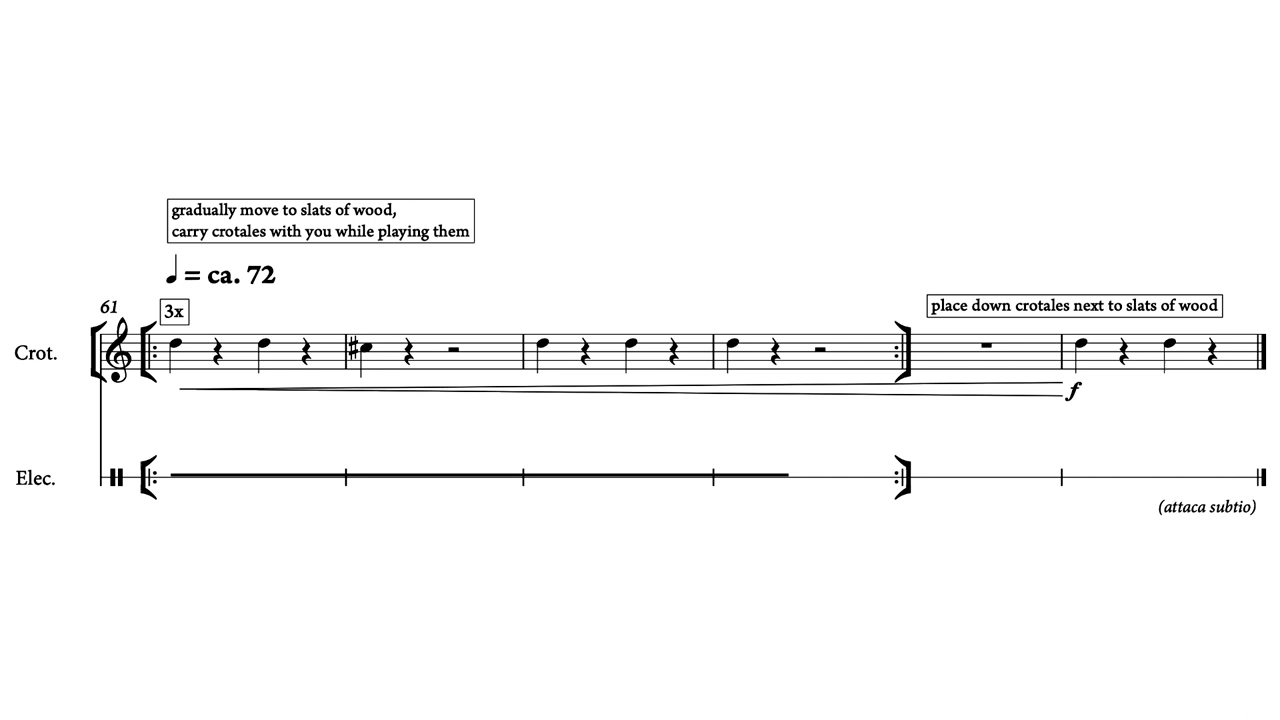 gradually move to slats of wood,
carry crotales with you while playing them
= ca. 72
61
3x
place down crotales next to slats of wood
Crot.
f
Elec.
(attaca subtio)